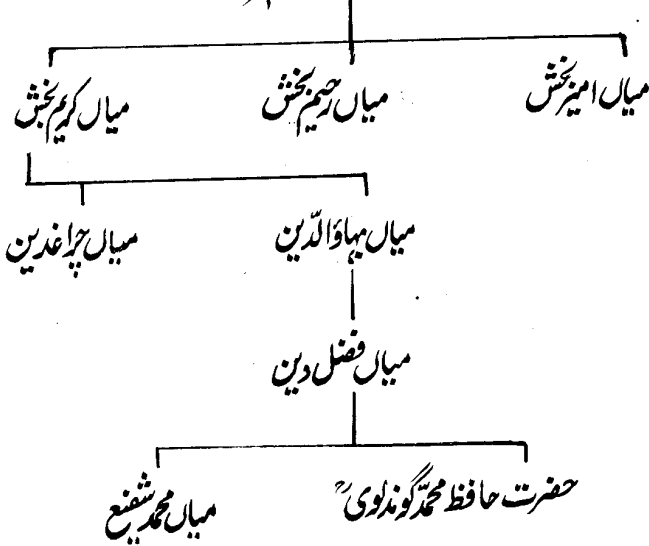 میاں امیر بخش میاں رحیم بخش میاں کریم بخش
میاں بہاؤالدّین میاں چراغدین
میاں فضل دین
حضرت حافظ محمدؐ گوندلویؒ میاں محمد شفیع